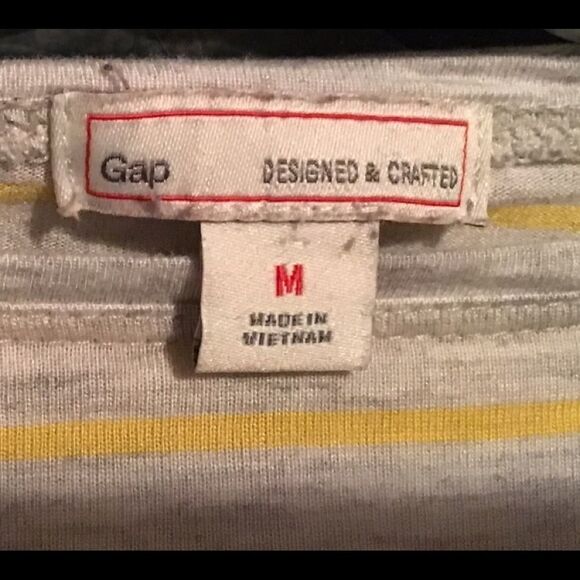 Gap DESIGNED & CRAFTED
M
MADE IN
VIETNAM